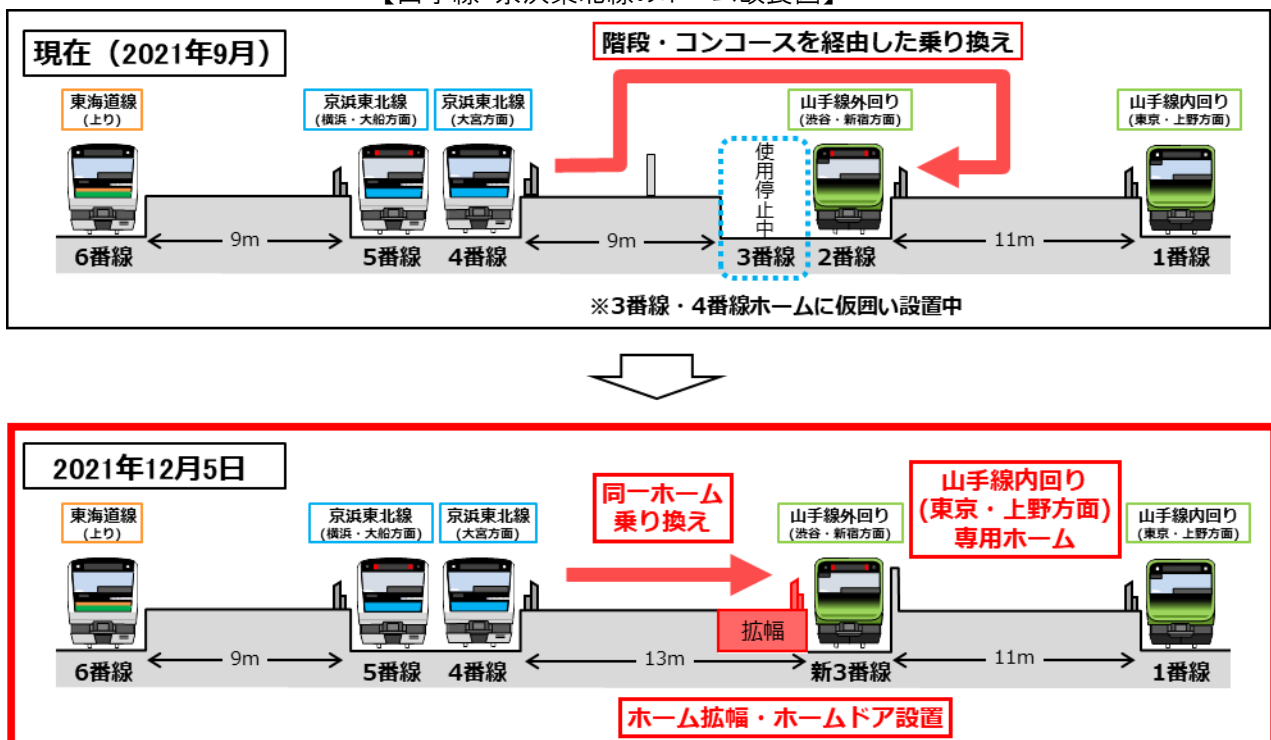 現在（2021年9月）
階段・コンコースを経由した乗り換え
東海道線
(上り)
京浜東北線
(横浜・大船方面)
京浜東北線
(大宮方面)
山手線外回り
(渋谷・新宿方面)
山手線内回り
(東京・上野方面)
使用停止中
9m
9m
11m
6番線
5番線
4番線
3番線
2番線
1番線
※3番線・4番線ホームに仮囲い設置中
2021年12月5日
同一ホーム
乗り換え
山手線内回り
(東京・上野方面)
専用ホーム
東海道線
(上り)
京浜東北線
(横浜・大船方面)
京浜東北線
(大宮方面)
山手線外回り
(渋谷・新宿方面)
山手線内回り
(東京・上野方面)
拡幅
9m
13m
11m
6番線
5番線
4番線
新3番線
1番線
ホーム拡幅・ホームドア設置